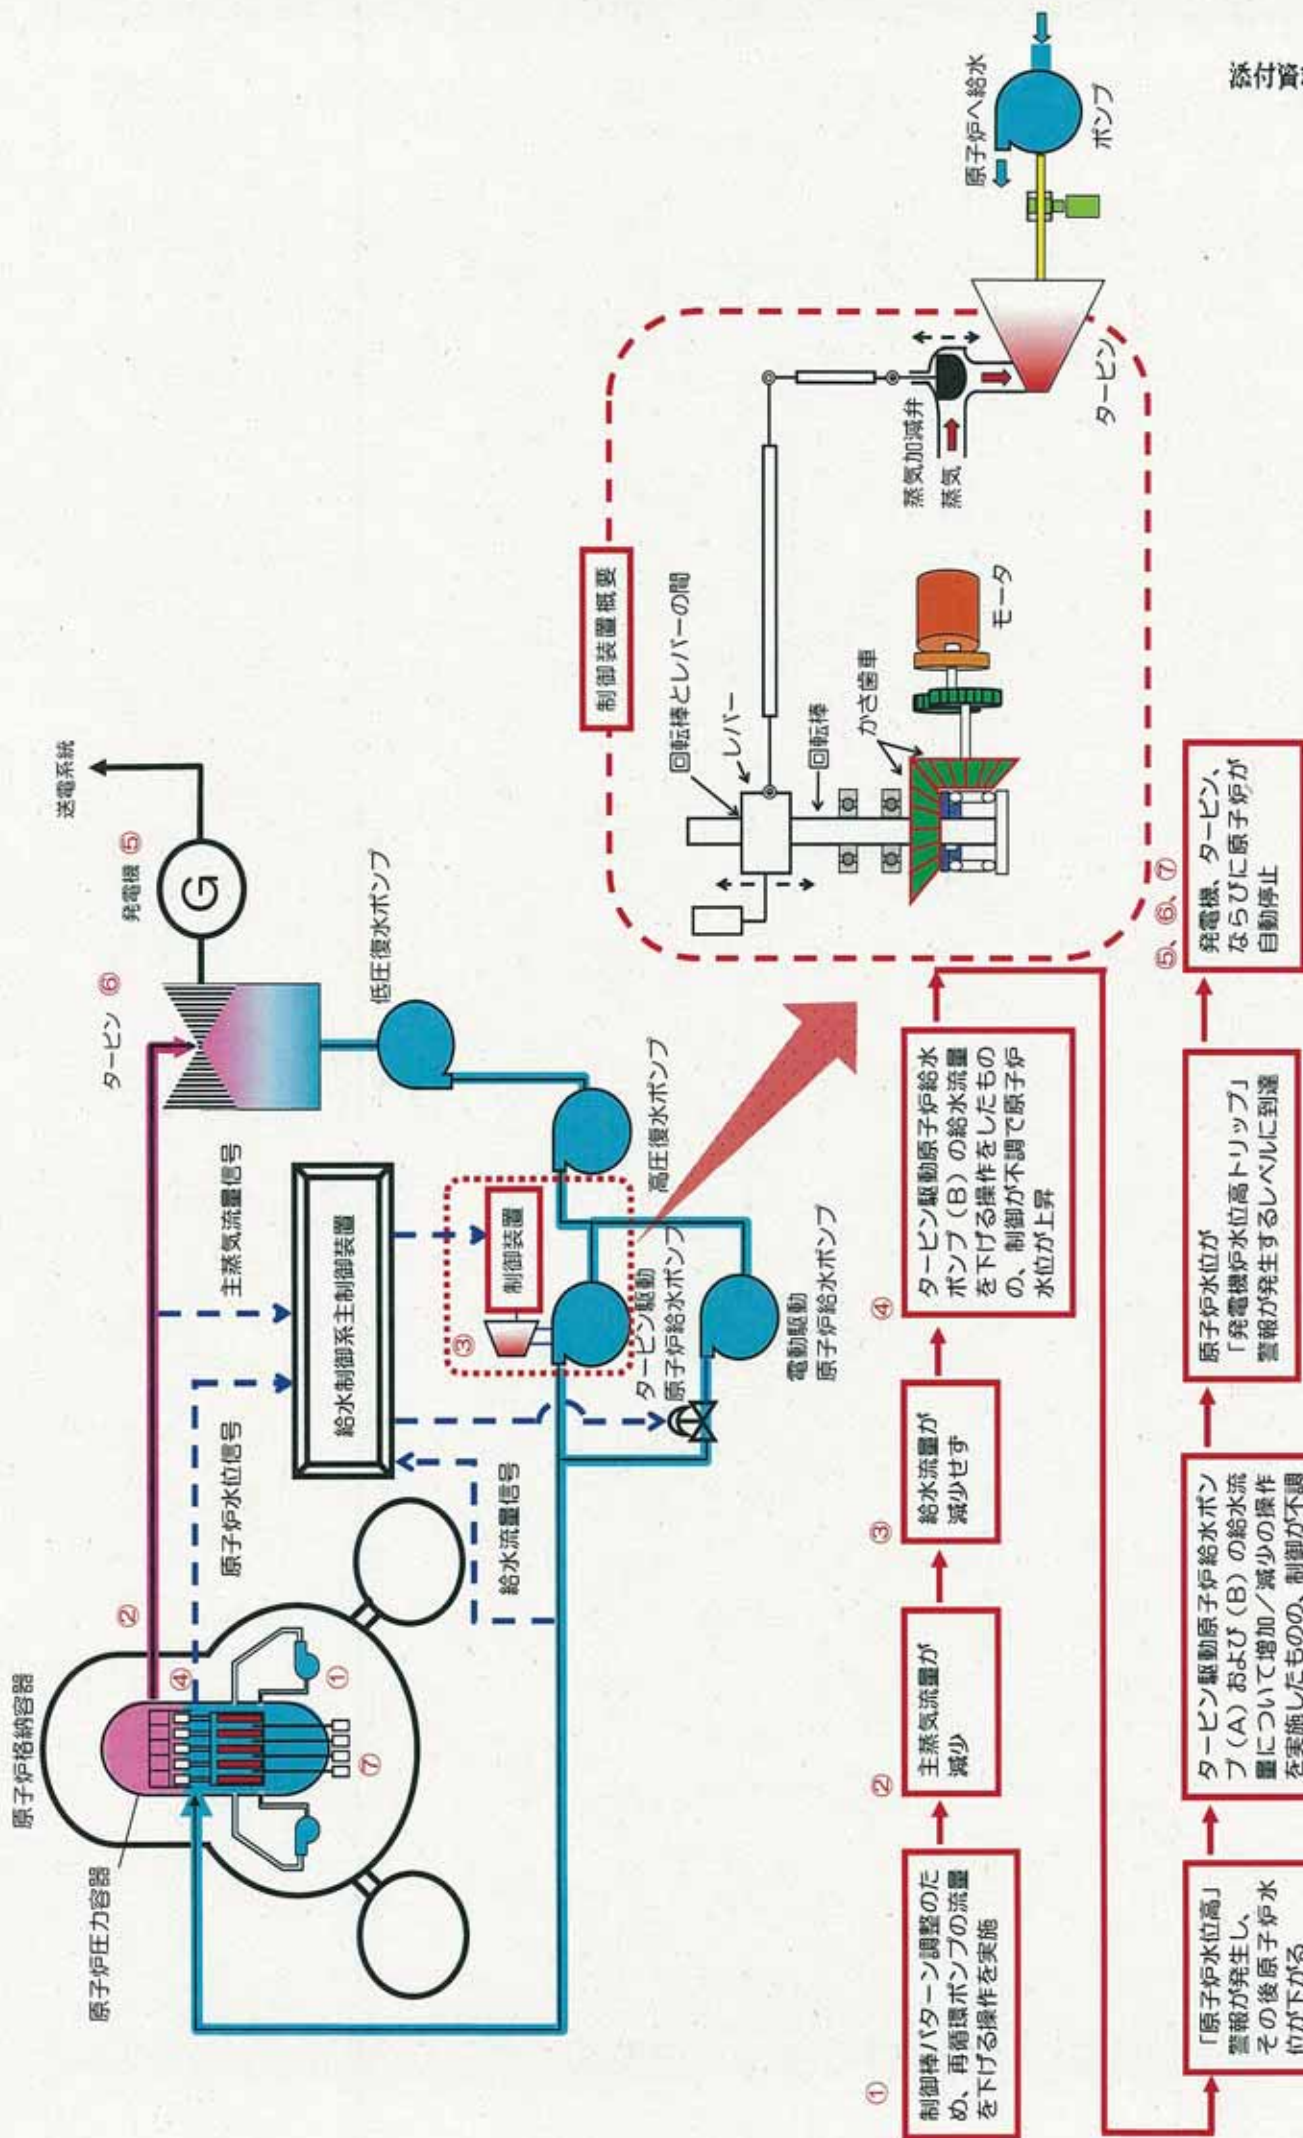 添付資
原子炉格納容器
原子炉圧力容器
②
④
①
⑦
原子炉水位信号
主蒸気流量信号
給水流量信号
給水制御系主制御装置
タービン ⑥
発電機 ⑤
G
送電系統
低圧復水ポンプ
高圧復水ポンプ
③
制御装置
タービン駆動
原子炉給水ポンプ
電動駆動
原子炉給水ポンプ
制御装置概要
回転棒とレバーの間
レバー
回転棒
かさ歯車
モータ
蒸気加減弁
蒸気
タービン
ポンプ
原子炉へ給水
①
制御棒パターン調整のた
め、再循環ポンプの流量
を下げる操作を実施
②
主蒸気流量が
減少
③
給水流量が
減少せず
④
タービン駆動原子炉給水
ポンプ(B)の給水流量
を下げる操作をしたもの
の、制御が不調で原子炉
水位が上昇
「原子炉水位高」
警報が発生し、
その後原子炉水
位が下がる
タービン駆動原子炉給水ポン
プ(A)および(B)の給水流
量について増加/減少の操作
を実施したものの、制御が不調
原子炉水位が
「発電機炉水位高トリップ」
警報が発生するレベルに到達
⑤、⑥、⑦
発電機、タービン、
ならびに原子炉が
自動停止